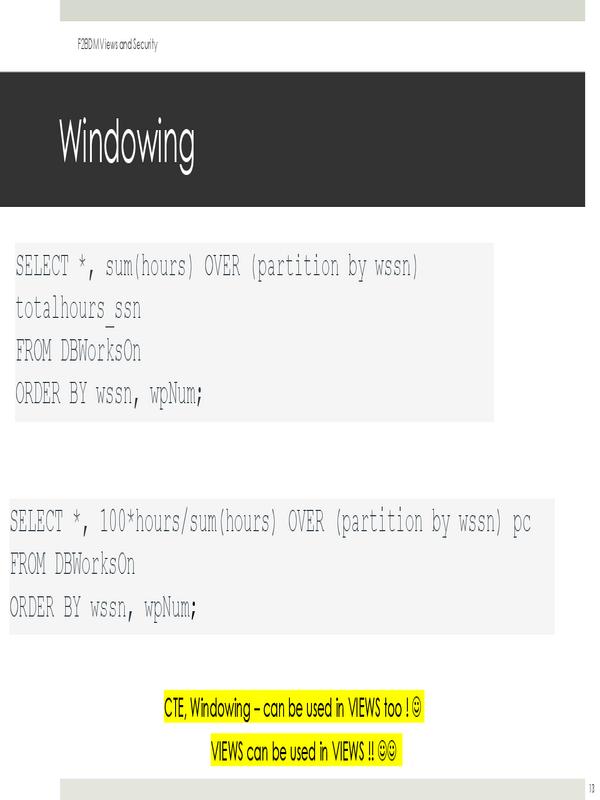 F2BDM Views and Security
Windowing
SELECT *, sum(hours) OVER (partition by wssn)
totalhours_ssn
FROM DBWorksOn
ORDER BY wssn, wpNum;
SELECT *, 100*hours/sum(hours) OVER (partition by wssn) pc
FROM DBWorksOn
ORDER BY wssn, wpNum;
CTE, Windowing – can be used in VIEWS too ! ☺
VIEWS can be used in VIEWS !! ☺☺
13